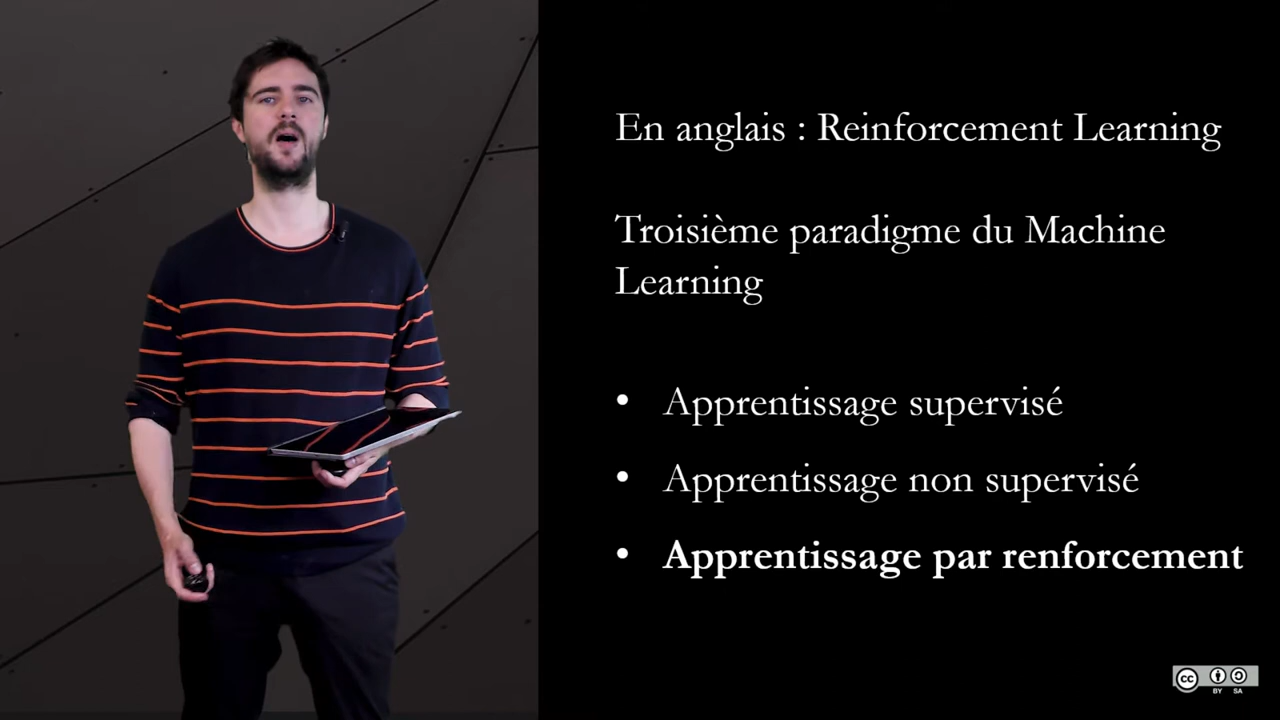 En anglais : Reinforcement Learning
Troisième paradigme du Machine
Learning
• Apprentissage supervisé
• Apprentissage non supervisé
• Apprentissage par renforcement
cc
BY SA